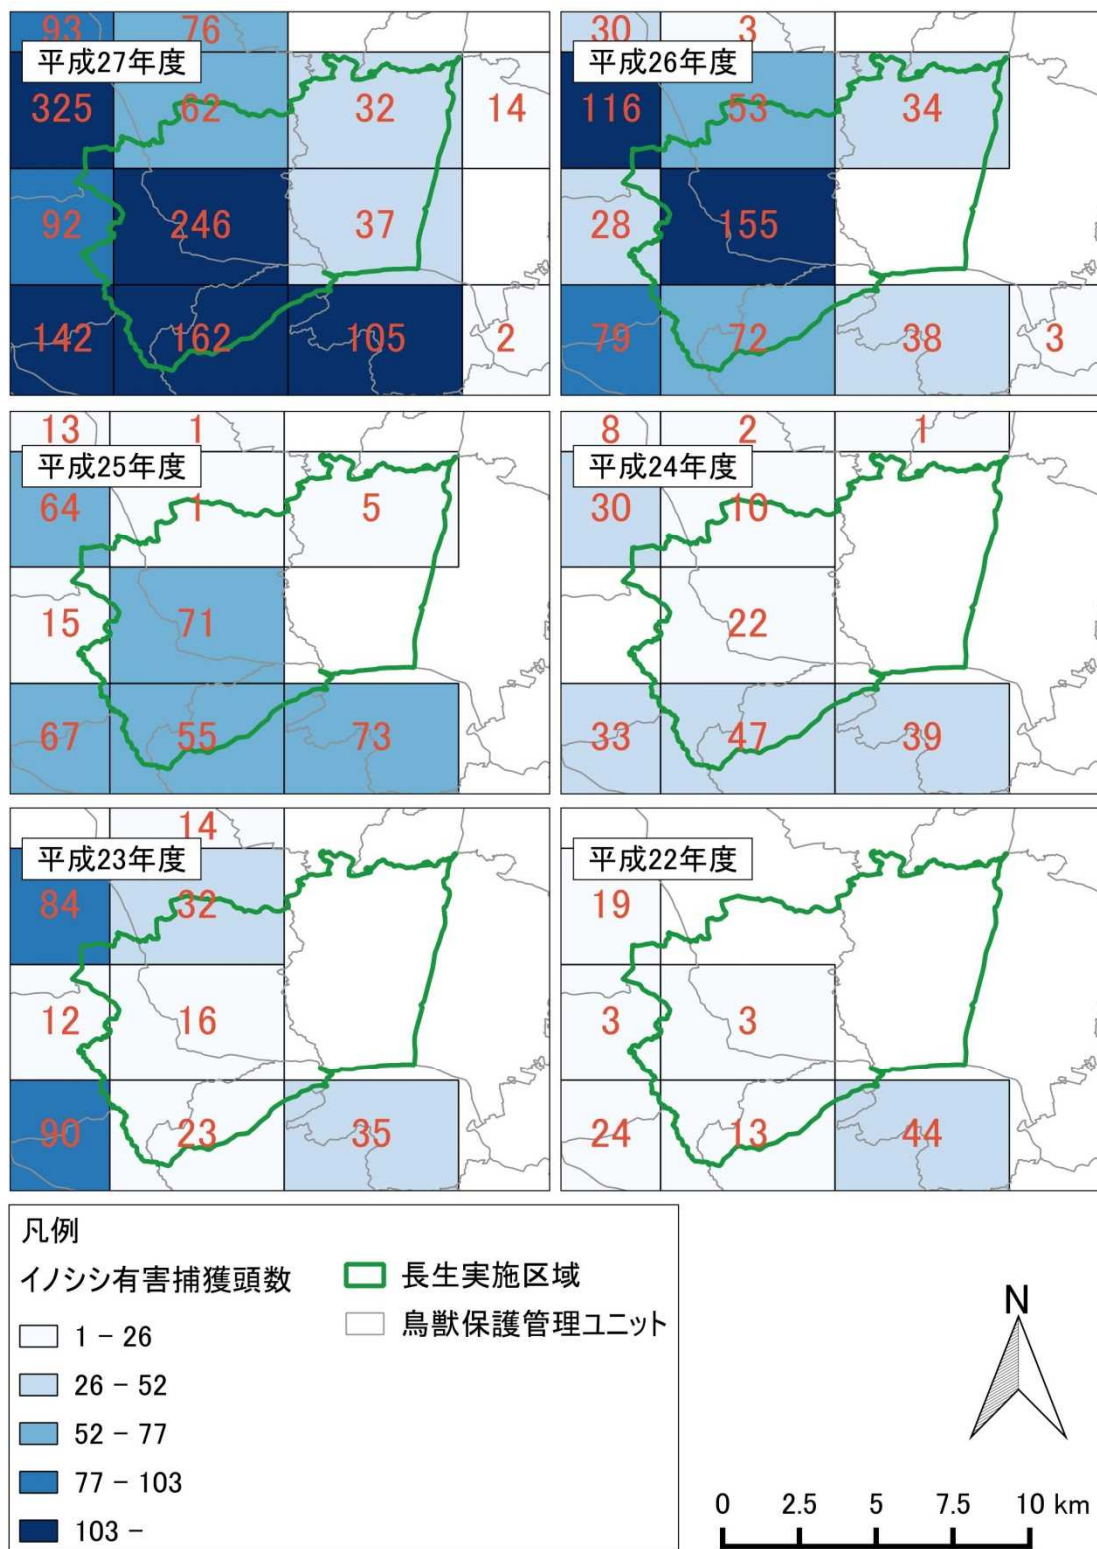 93 76
平成27年度
325 62 32 14
92 246 37
142 162 105 2
30 3
平成26年度
116 53 34
28 155
79 72 38 3
13 1
平成25年度
64 1 5
15 71
67 55 73
8 2 1
平成24年度
30 10
22
33 47 39
14
平成23年度
84 32
12 16
90 23 35
平成22年度
19
3 3
24 13 44
凡例
イノシシ有害捕獲頭数
1 - 26
26 - 52
52 - 77
77 - 103
103 -
長生実施区域
鳥獣保護管理ユニット
N
0 2.5 5 7.5 10 km